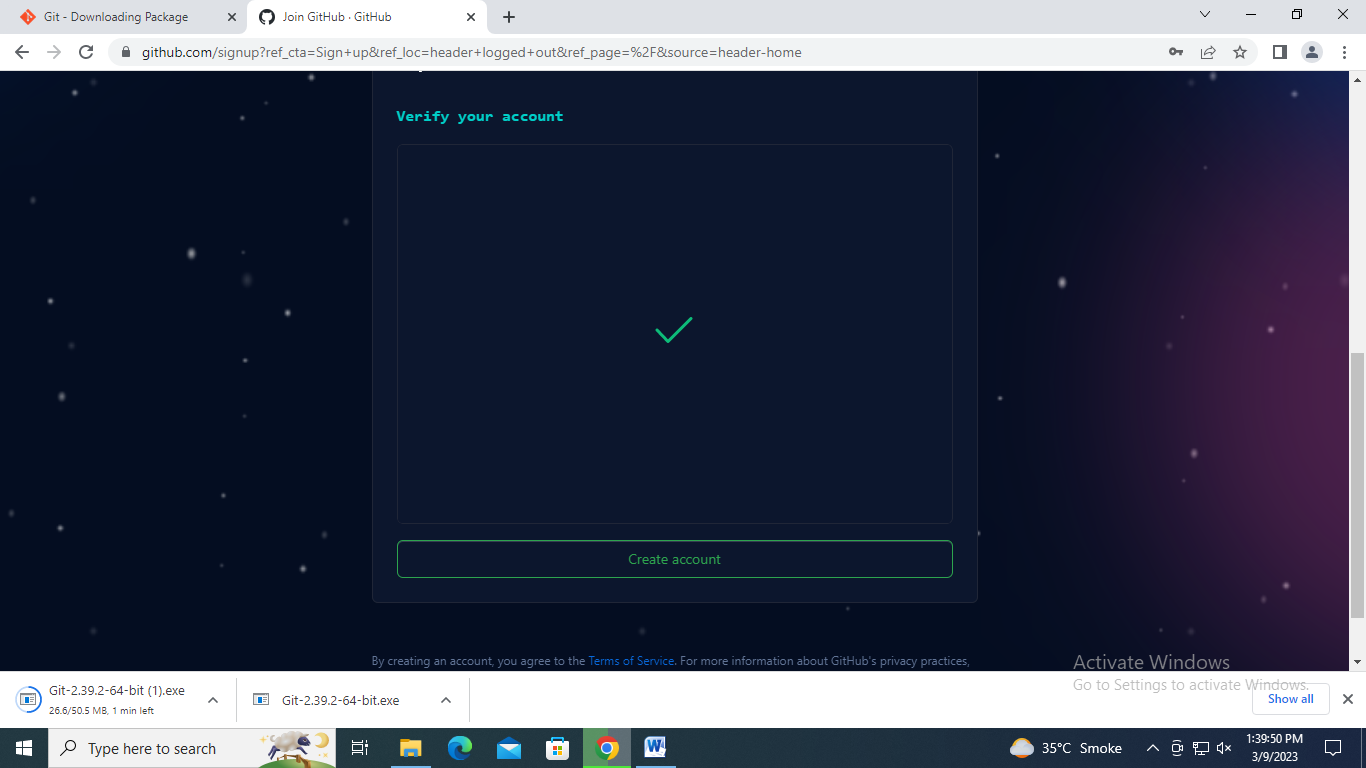 Git - Downloading Package
Join GitHub · GitHub
github.com/signup?ref_cta=Sign+up&ref_loc=header+logged+out&ref_page=%2F&source=header-home
Verify your account
Create account
By creating an account, you agree to the Terms of Service. For more information about GitHub's privacy practices,
Activate Windows
Go to Settings to activate Windows.
Git-2.39.2-64-bit (1).exe
26.6/50.5 MB, 1 min left
Git-2.39.2-64-bit.exe
Show all
Type here to search
35°C Smoke
1:39:50 PM
3/9/2023